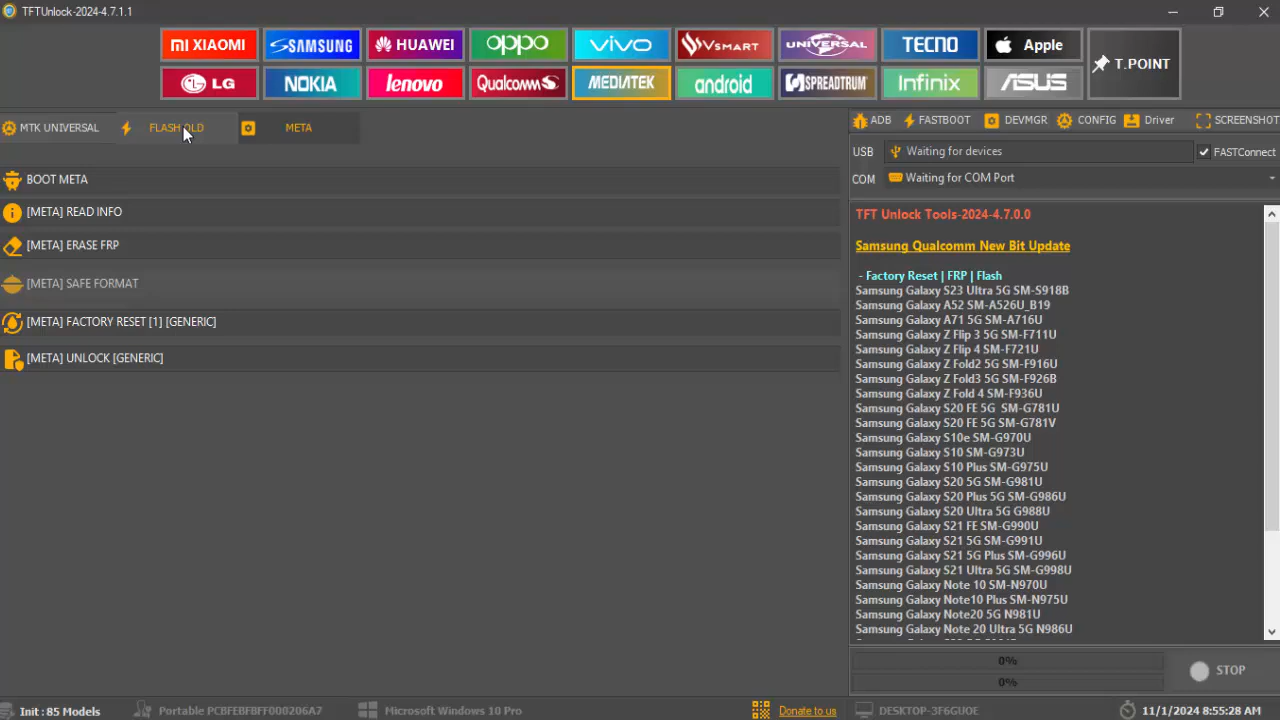 TFTUnlock-2024-4.7.1.1
XIAOMI
SAMSUNG
HUAWEI
oppo
vivo
VSMART
UNIVERSAL
TECNO
Apple
T.POINT
LG
NOKIA
lenovo
Qualcomm
MEDIATEK
android
SPREADTRUM
Infinix
ASUS
MTK UNIVERSAL
FLASH OLD
META
ADB
FASTBOOT
DEVMGR
CONFIG
Driver
SCREENSHOT
USB
Waiting for devices
FASTConnect
COM
Waiting for COM Port
BOOT META
[META] READ INFO
[META] ERASE FRP
[META] SAFE FORMAT
[META] FACTORY RESET [1] [GENERIC]
[META] UNLOCK [GENERIC]
TFT Unlock Tools-2024-4.7.0.0
Samsung Qualcomm New Bit Update
- Factory Reset | FRP | Flash
Samsung Galaxy S23 Ultra 5G SM-S918B
Samsung Galaxy A52 SM-A526U_B19
Samsung Galaxy A71 5G SM-A716U
Samsung Galaxy Z Flip 3 5G SM-F711U
Samsung Galaxy Z Flip 4 SM-F721U
Samsung Galaxy Z Fold2 5G SM-F916U
Samsung Galaxy Z Fold3 5G SM-F926B
Samsung Galaxy Z Fold 4 SM-F936U
Samsung Galaxy S20 FE 5G SM-G781U
Samsung Galaxy S20 FE 5G SM-G781V
Samsung Galaxy S10e SM-G970U
Samsung Galaxy S10 SM-G973U
Samsung Galaxy S10 Plus SM-G975U
Samsung Galaxy S20 5G SM-G981U
Samsung Galaxy S20 Plus 5G SM-G986U
Samsung Galaxy S20 Ultra 5G G988U
Samsung Galaxy S21 FE SM-G990U
Samsung Galaxy S21 5G SM-G991U
Samsung Galaxy S21 5G Plus SM-G996U
Samsung Galaxy S21 Ultra 5G SM-G998U
Samsung Galaxy Note 10 SM-N970U
Samsung Galaxy Note10 Plus SM-N975U
Samsung Galaxy Note20 5G N981U
Samsung Galaxy Note 20 Ultra 5G N986U
0%
0%
STOP
Init : 85 Models
Portable PCBFEBFBFF000206A7
Microsoft Windows 10 Pro
Donate to us
DESKTOP-3F6GUOE
11/1/2024 8:55:28 AM